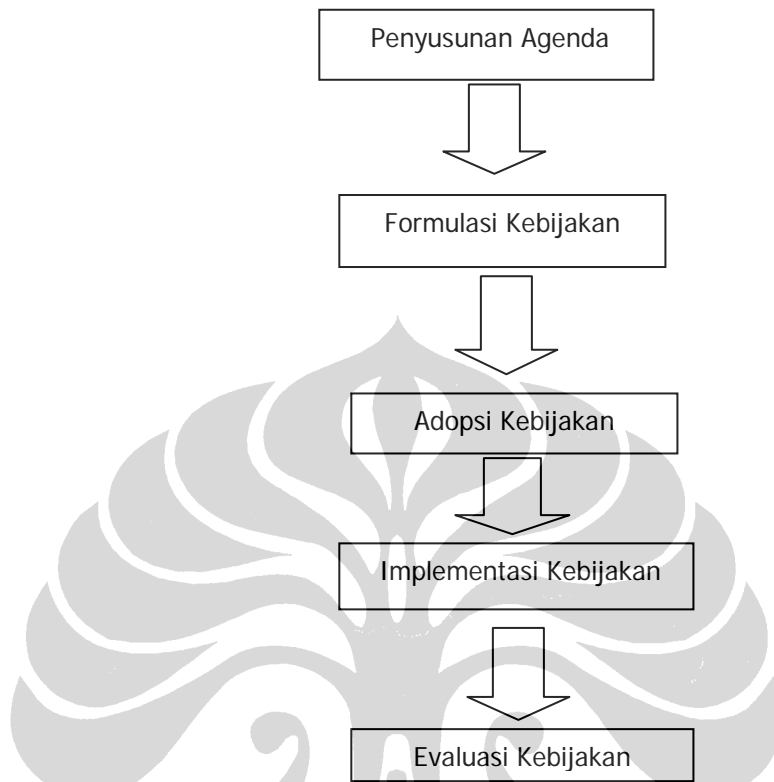 Penyusunan Agenda
Formulasi Kebijakan
Adopsi Kebijakan
Implementasi Kebijakan
Evaluasi Kebijakan